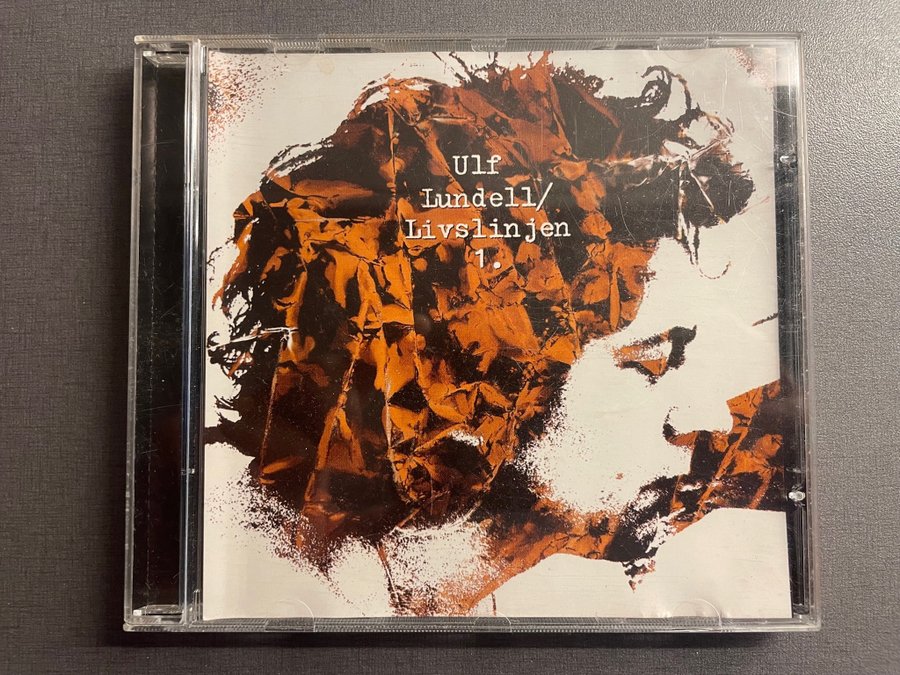 Ulf
Lundell/
Livslinjen
1.